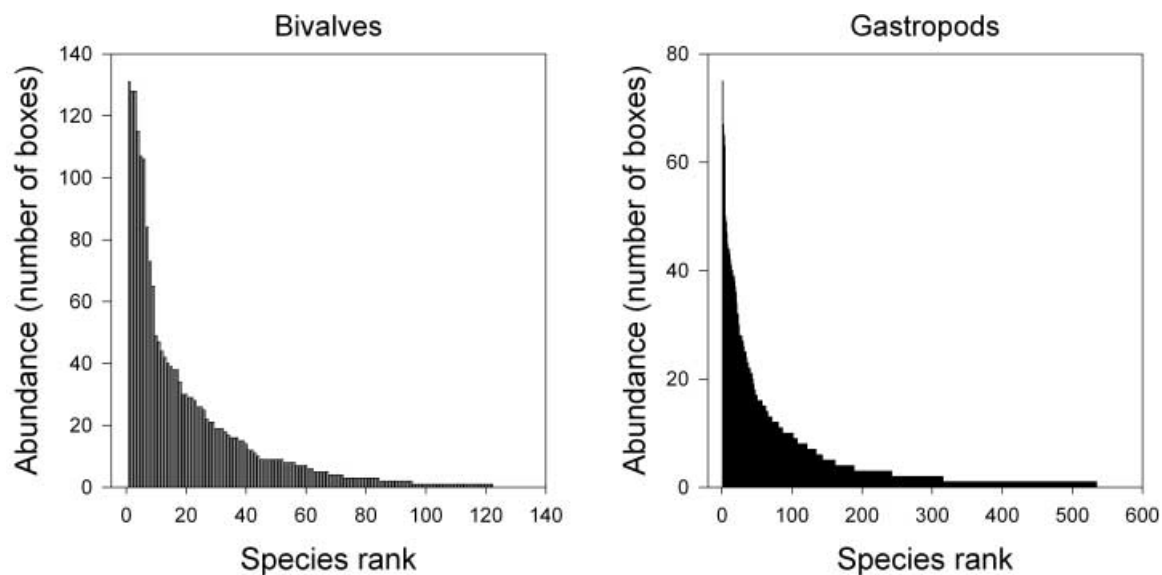 Bivalves
Abundance (number of boxes)
140
120
100
80
60
40
20
0
0 20 40 60 80 100 120 140
Species rank
Gastropods
Abundance (number of boxes)
80
60
40
20
0
0 100 200 300 400 500 600
Species rank